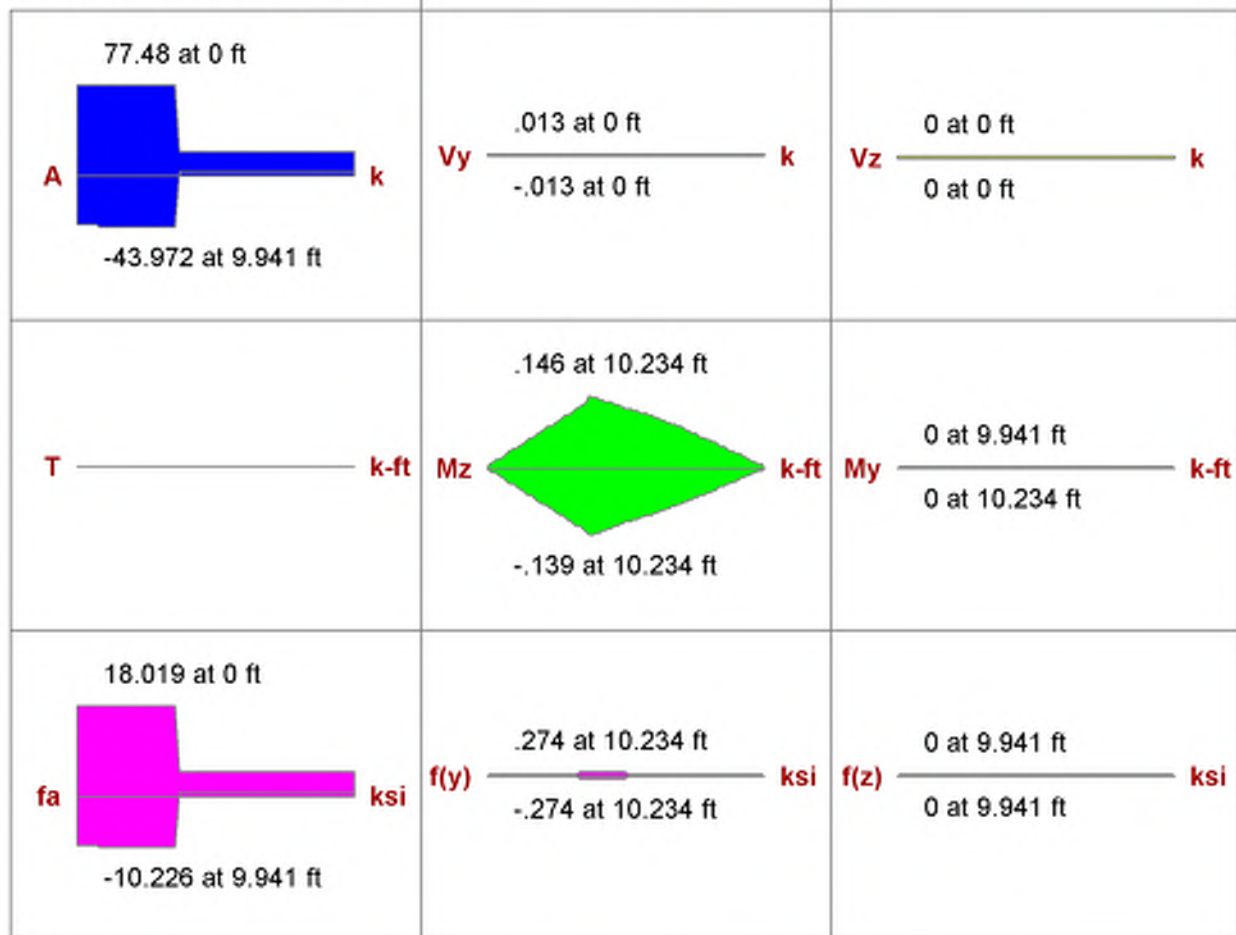 77.48 at 0 ft
A k
-43.972 at 9.941 ft
.013 at 0 ft
Vy k
-.013 at 0 ft
0 at 0 ft
Vz k
0 at 0 ft
T k-ft
.146 at 10.234 ft
Mz k-ft
-.139 at 10.234 ft
0 at 9.941 ft
My k-ft
0 at 10.234 ft
18.019 at 0 ft
fa ksi
-10.226 at 9.941 ft
.274 at 10.234 ft
f(y) ksi
-.274 at 10.234 ft
0 at 9.941 ft
f(z) ksi
0 at 9.941 ft